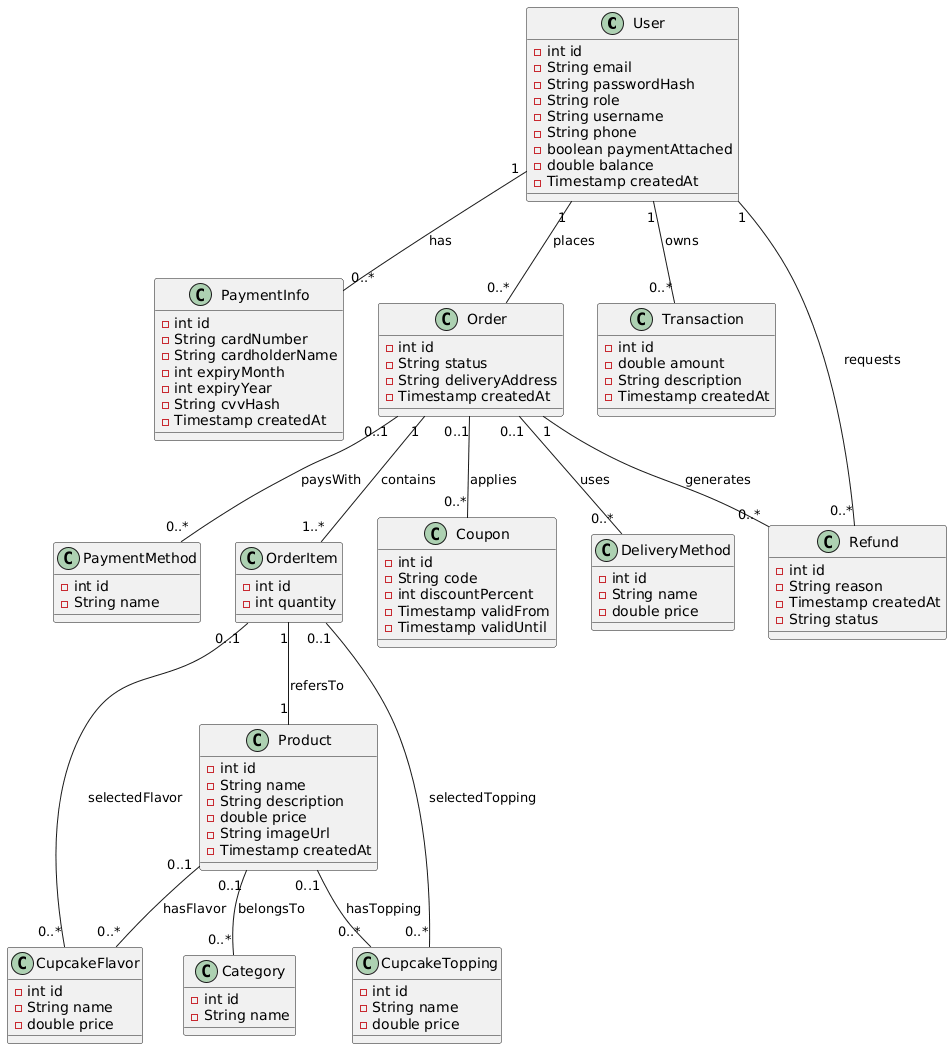 C User
int id
String email
String passwordHash
String role
String username
String phone
boolean paymentAttached
double balance
Timestamp createdAt
1
1
1
1
has
places
owns
requests
0..*
0..*
0..*
0..*
C PaymentInfo
int id
String cardNumber
String cardholderName
int expiryMonth
int expiryYear
String cvvHash
Timestamp createdAt
C Order
int id
String status
String deliveryAddress
Timestamp createdAt
C Transaction
int id
double amount
String description
Timestamp createdAt
0..1
1
0..1
0..1
1
paysWith
contains
applies
uses
generates
0..*
1..*
0..*
0..*
0..*
C PaymentMethod
int id
String name
C OrderItem
int id
int quantity
C Coupon
int id
String code
int discountPercent
Timestamp validFrom
Timestamp validUntil
C DeliveryMethod
int id
String name
double price
C Refund
int id
String reason
Timestamp createdAt
String status
0..1
1
0..1
refersTo
1
selectedFlavor
selectedTopping
C Product
int id
String name
String description
double price
String imageUrl
Timestamp createdAt
0..1
0..1
0..1
hasFlavor
belongsTo
hasTopping
0..*
0..*
0..*
0..*
0..*
C CupcakeFlavor
int id
String name
double price
C Category
int id
String name
C CupcakeTopping
int id
String name
double price